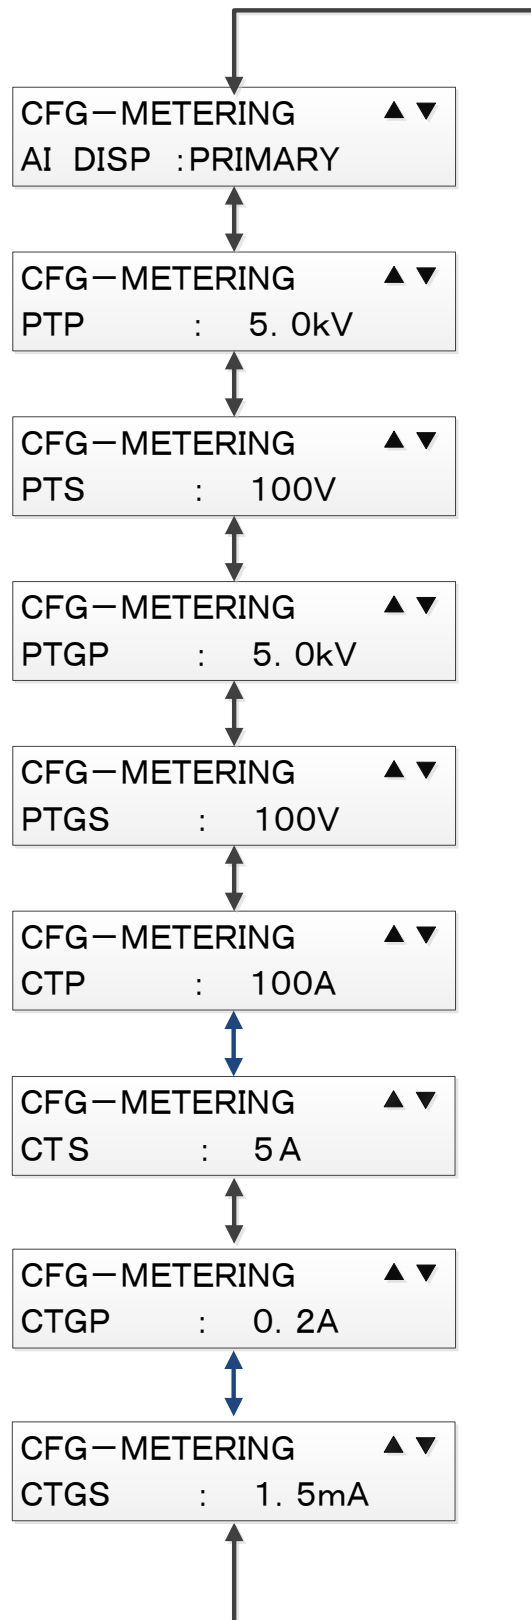 CFG－METERING ▲ ▼
AI DISP :PRIMARY
CFG－METERING ▲ ▼
PTP : 5. 0kV
CFG－METERING ▲ ▼
PTS : 100V
CFG－METERING ▲ ▼
PTGP : 5. 0kV
CFG－METERING ▲ ▼
PTGS : 100V
CFG－METERING ▲ ▼
CTP : 100A
CFG－METERING ▲ ▼
CTS : 5A
CFG－METERING ▲ ▼
CTGP : 0. 2A
CFG－METERING ▲ ▼
CTGS : 1. 5mA